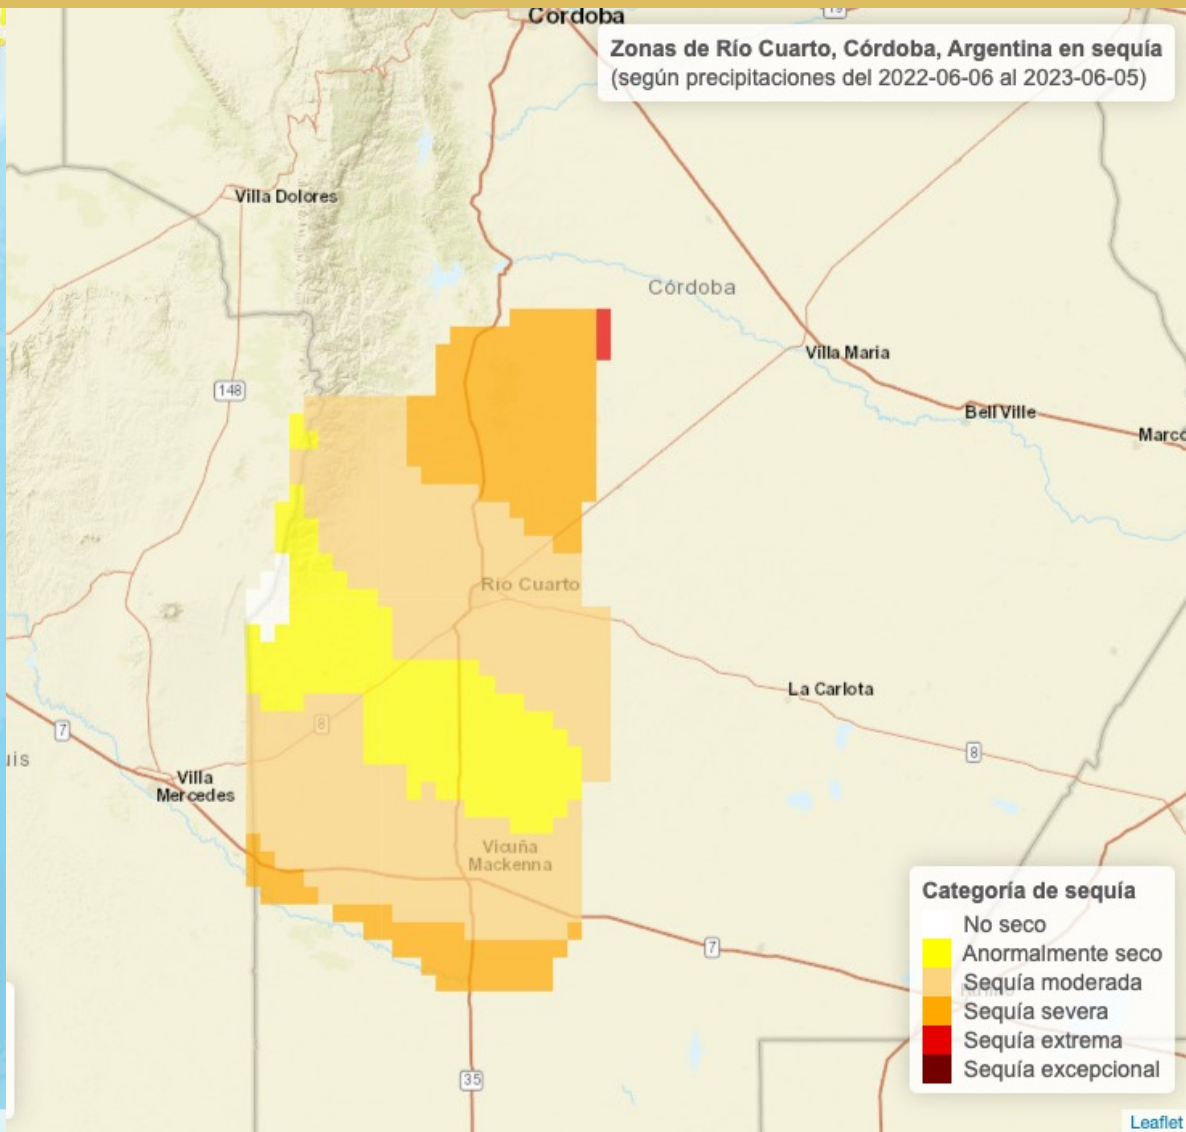 Córdoba
19
Zonas de Río Cuarto, Córdoba, Argentina en sequía
(según precipitaciones del 2022-06-06 al 2023-06-05)
Villa Dolores
Córdoba
Villa Maria
148
Bell Ville
Marco
Río Cuarto
La Carlota
8
7
8
uis
Villa
Mercedes
Vicuña
Mackenna
7
35
Categoría de sequía
No seco
Anormalmente seco
Sequía moderada
Sequía severa
Sequía extrema
Sequía excepcional
Leaflet